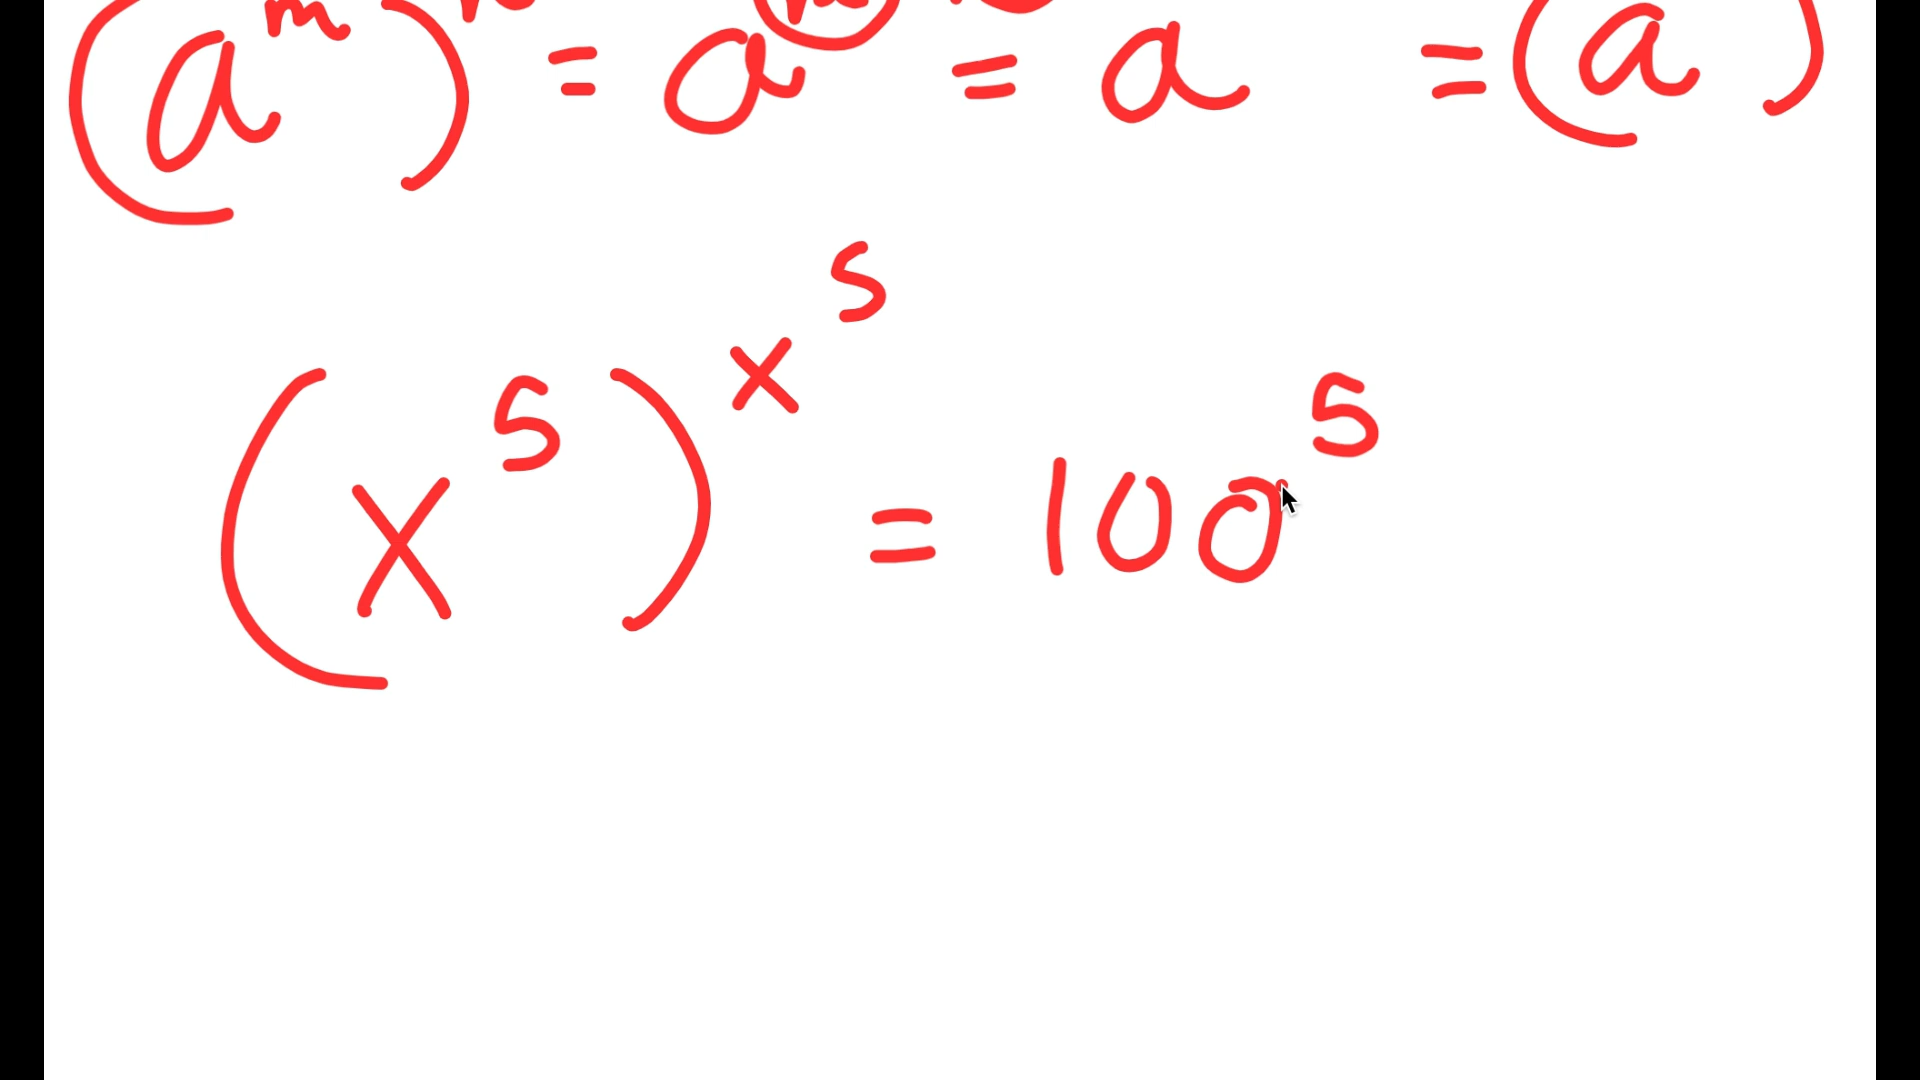 (a^m)^n = a^m = a = (a)
(x^5)^x^5 = 100^5